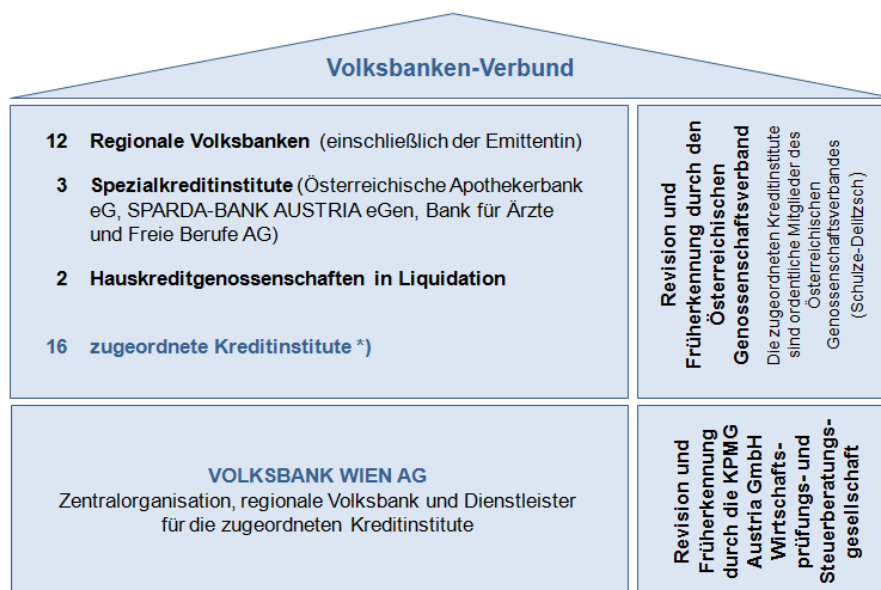 Volksbanken-Verbund
12 Regionale Volksbanken (einschließlich der Emittentin)
3 Spezialkreditinstitute (Österreichische Apothekerbank
eG, SPARDA-BANK AUSTRIA eGen, Bank für Ärzte
und Freie Berufe AG)
2 Hauskreditgenossenschaften in Liquidation
16 zugeordnete Kreditinstitute *)
Revision und
Früherkennung durch den
Österreichischen
Genossenschaftsverband
Die zugeordneten Kreditinstitute
sind ordentliche Mitglieder des
Österreichischen
Genossenschaftsverbandes
(Schulze-Delitzsch)
VOLKSBANK WIEN AG
Zentralorganisation, regionale Volksbank und Dienstleister
für die zugeordneten Kreditinstitute
Revision und
Früherkennung
durch die KPMG
Austria GmbH
Wirtschafts-
prüfungs- und
Steuerberatungs-
gesellschaft